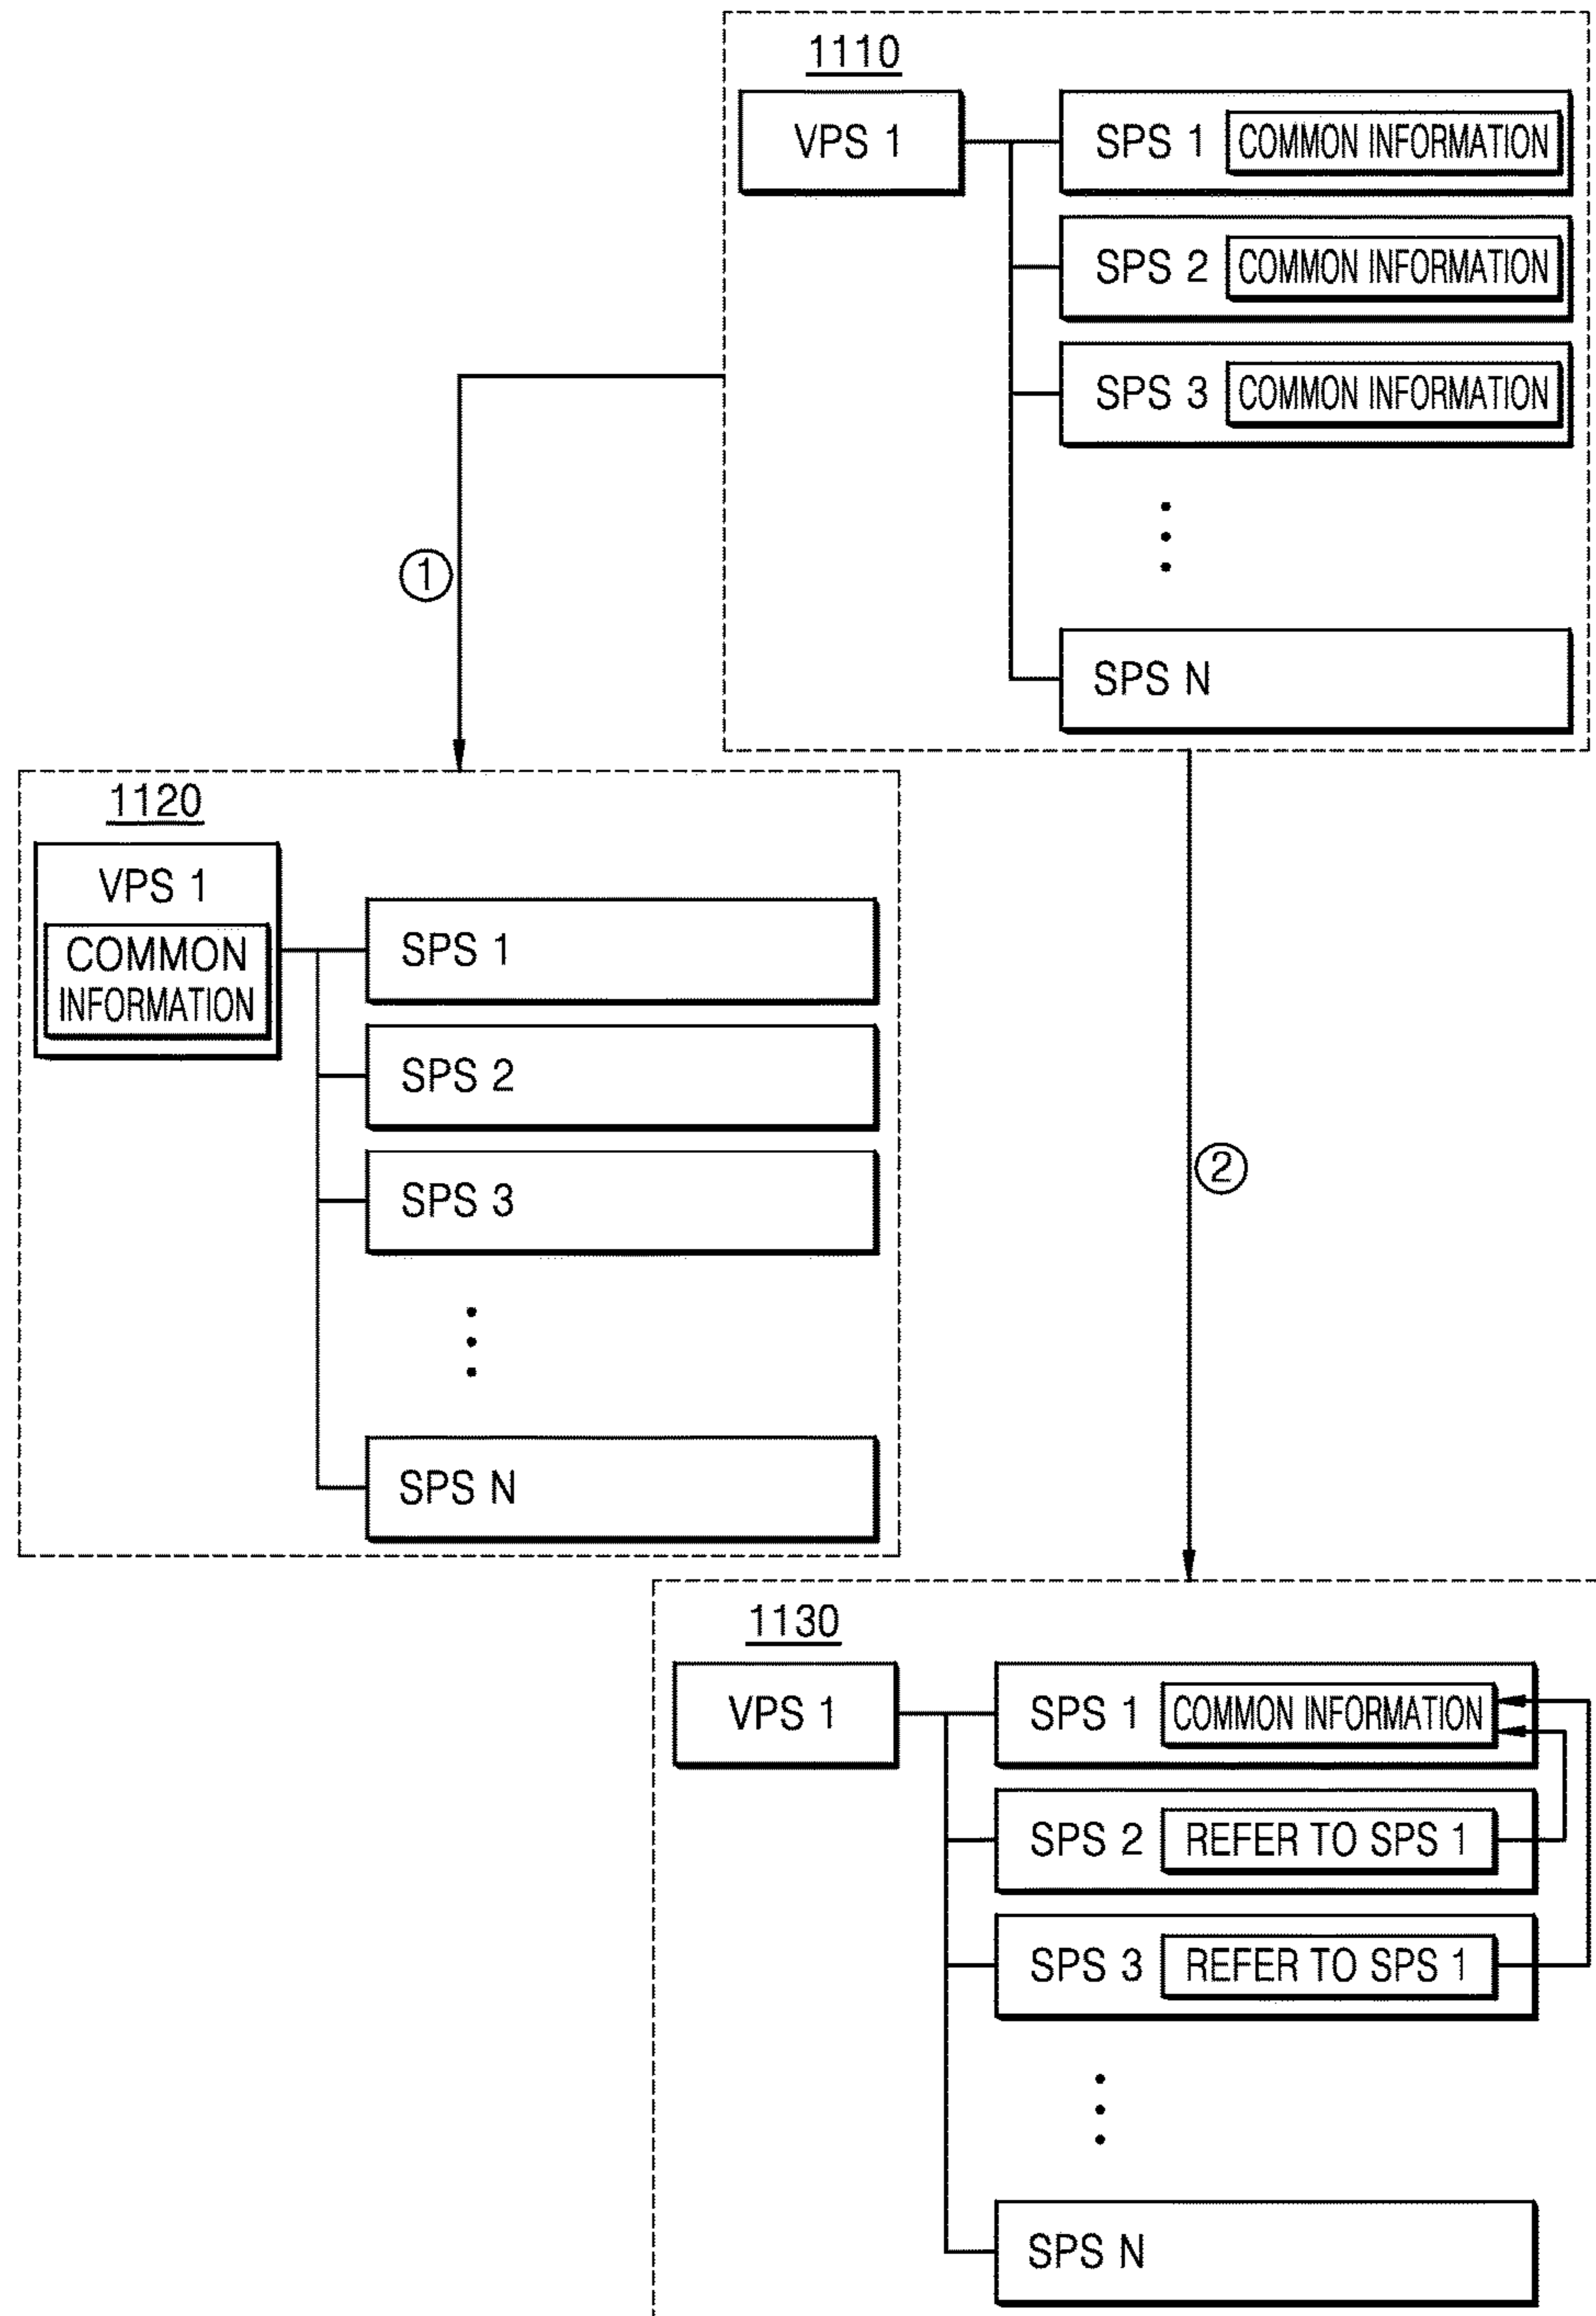 1110
VPS 1
SPS 1 COMMON INFORMATION
SPS 2 COMMON INFORMATION
SPS 3 COMMON INFORMATION
SPS N
①
1120
VPS 1
COMMON
INFORMATION
SPS 1
SPS 2
SPS 3
SPS N
②
1130
VPS 1
SPS 1 COMMON INFORMATION
SPS 2 REFER TO SPS 1
SPS 3 REFER TO SPS 1
SPS N